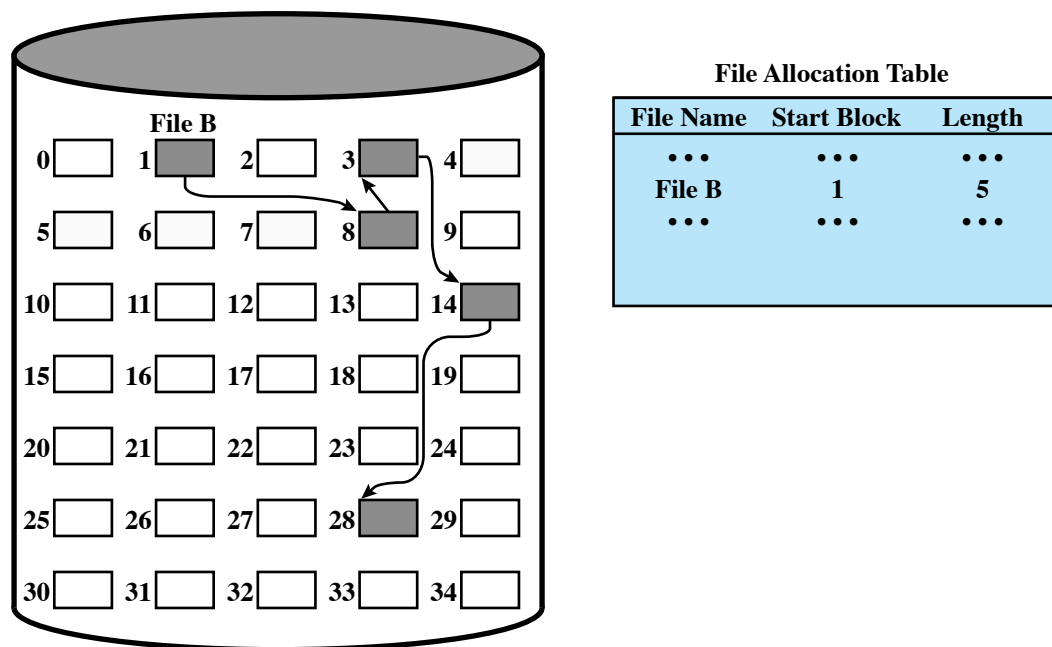 File B
0 1 2 3 4
5 6 7 8 9
10 11 12 13 14
15 16 17 18 19
20 21 22 23 24
25 26 27 28 29
30 31 32 33 34
File Allocation Table
File Name Start Block Length
••• ••• •••
File B 1 5
••• ••• •••